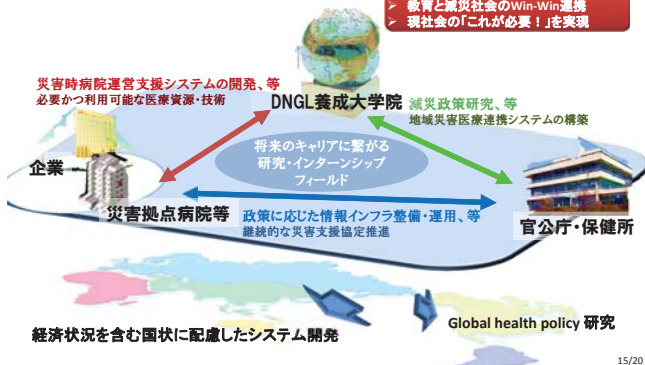 ➢ 教育と減災社会のWin-Win連携
➢ 現社会の「これが必要！」を実現
災害時病院運営支援システムの開発、等
必要かつ利用可能な医療資源・技術
DNGL養成大学院
減災政策研究、等
地域災害医療連携システムの構築
将来のキャリアに繋がる
研究・インターンシップ
フィールド
企業
災害拠点病院等
政策に応じた情報インフラ整備・運用、等
継続的な災害支援協定推進
官公庁・保健所
Global health policy 研究
経済状況を含む国状に配慮したシステム開発
15/20